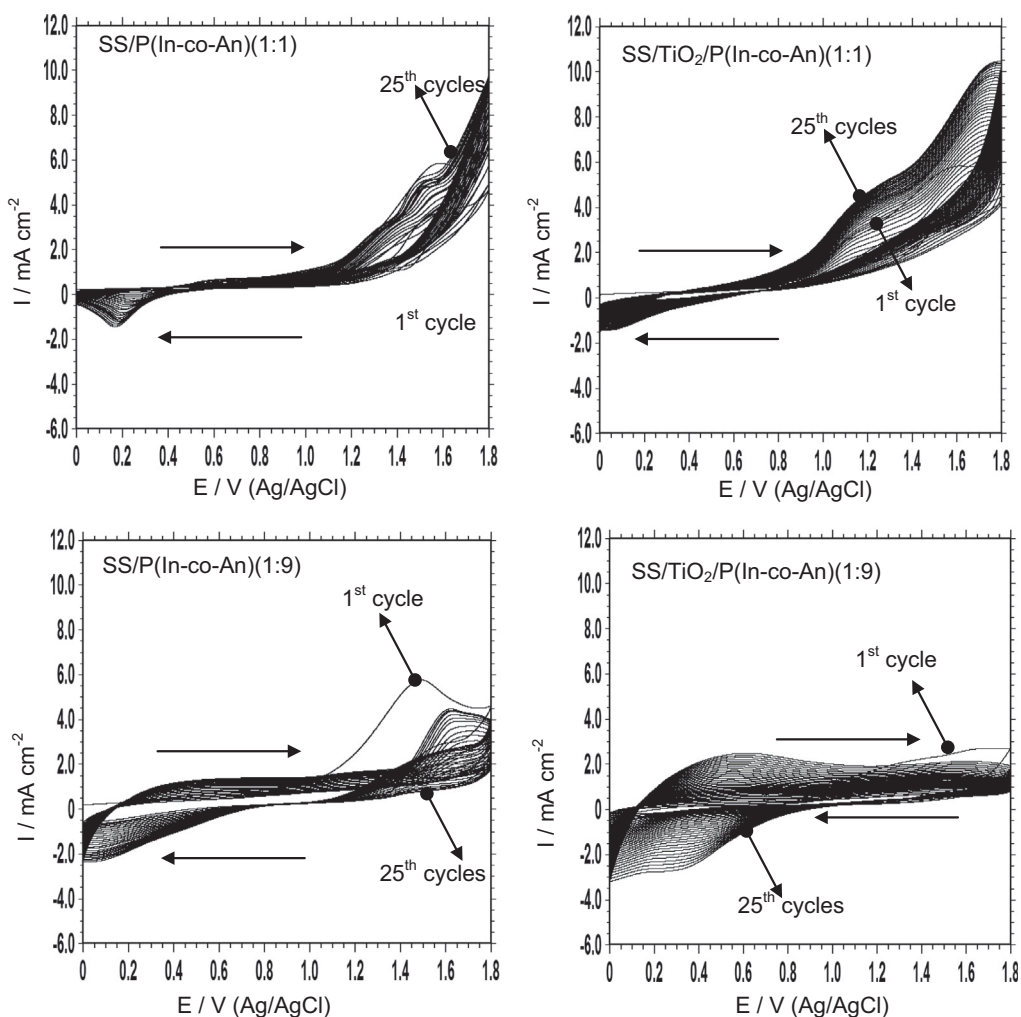 SS/P(In-co-An)(1:1)
25th cycles
1st cycle
I / mA cm-2
12.0
10.0
8.0
6.0
4.0
2.0
0
-2.0
-4.0
-6.0
0 0.2 0.4 0.6 0.8 1.0 1.2 1.4 1.6 1.8
E / V (Ag/AgCl)
SS/TiO2/P(In-co-An)(1:1)
25th cycles
1st cycle
I / mA cm-2
12.0
10.0
8.0
6.0
4.0
2.0
0
-2.0
-4.0
-6.0
0 0.2 0.4 0.6 0.8 1.0 1.2 1.4 1.6 1.8
E / V (Ag/AgCl)
SS/P(In-co-An)(1:9)
1st cycle
25th cycles
I / mA cm-2
12.0
10.0
8.0
6.0
4.0
2.0
0
-2.0
-4.0
-6.0
0 0.2 0.4 0.6 0.8 1.0 1.2 1.4 1.6 1.8
E / V (Ag/AgCl)
SS/TiO2/P(In-co-An)(1:9)
1st cycle
25th cycles
I / mA cm-2
12.0
10.0
8.0
6.0
4.0
2.0
0
-2.0
-4.0
-6.0
0 0.2 0.4 0.6 0.8 1.0 1.2 1.4 1.6 1.8
E / V (Ag/AgCl)